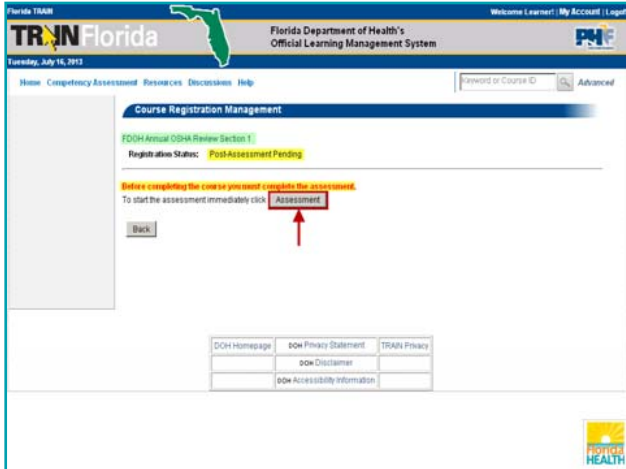 Florida TRAIN
Welcome Learner! | My Account | Logoff
TRAIN Florida
Florida Department of Health's
Official Learning Management System
PHF
Tuesday, July 16, 2013
Home Competency Assessment Resources Discussions Help
Keyword or Course ID
Advanced
Course Registration Management
FDOH Annual OSHA Review Section 1
Registration Status: Post-Assessment Pending
Before completing the course you must complete the assessment.
To start the assessment immediately click Assessment
Back
DOH Homepage DOH Privacy Statement TRAIN Privacy
DOH Disclaimer
DOH Accessibility Information
Florida
HEALTH